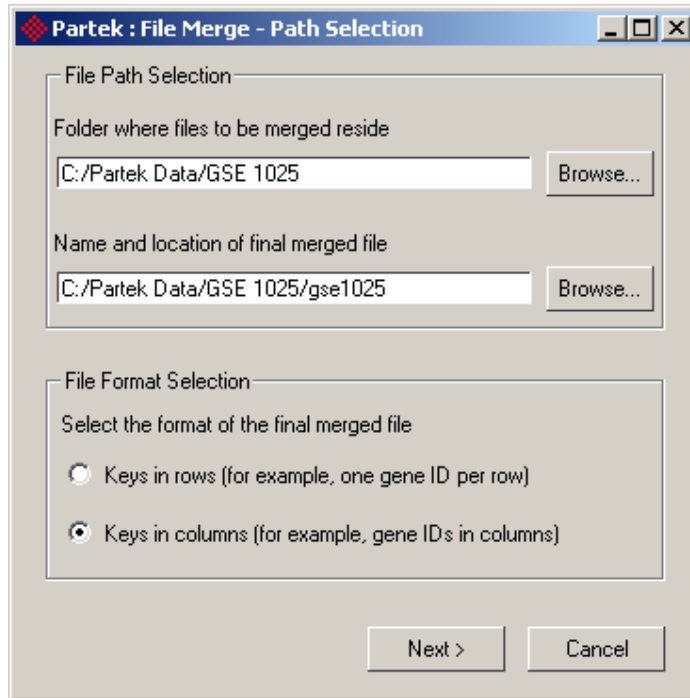 Partek : File Merge - Path Selection
File Path Selection
Folder where files to be merged reside
C:/Partek Data/GSE 1025 Browse...
Name and location of final merged file
C:/Partek Data/GSE 1025/gse1025 Browse...
File Format Selection
Select the format of the final merged file
Keys in rows (for example, one gene ID per row)
Keys in columns (for example, gene IDs in columns)
Next > Cancel